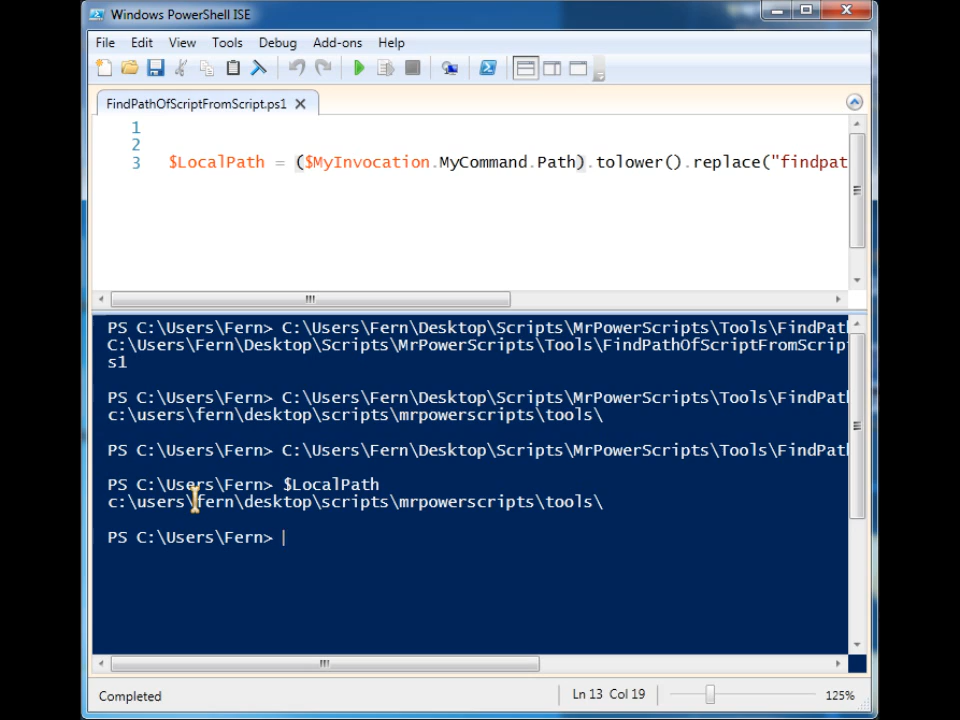 Windows PowerShell ISE
File Edit View Tools Debug Add-ons Help
FindPathOfScriptFromScript.ps1
1
2
3 $LocalPath = ($MyInvocation.MyCommand.Path).tolower().replace("findpat
PS C:\Users\Fern> C:\Users\Fern\Desktop\Scripts\MrPowerScripts\Tools\FindPath
C:\Users\Fern\Desktop\Scripts\MrPowerScripts\Tools\FindPathOfScriptFromScrip
s1
PS C:\Users\Fern> C:\Users\Fern\Desktop\Scripts\MrPowerScripts\Tools\FindPath
c:\users\fern\desktop\scripts\mrpowerscripts\tools\
PS C:\Users\Fern> C:\Users\Fern\Desktop\Scripts\MrPowerScripts\Tools\FindPath
PS C:\Users\Fern> $LocalPath
c:\users\fern\desktop\scripts\mrpowerscripts\tools\
PS C:\Users\Fern>
Completed
Ln 13 Col 19
125%